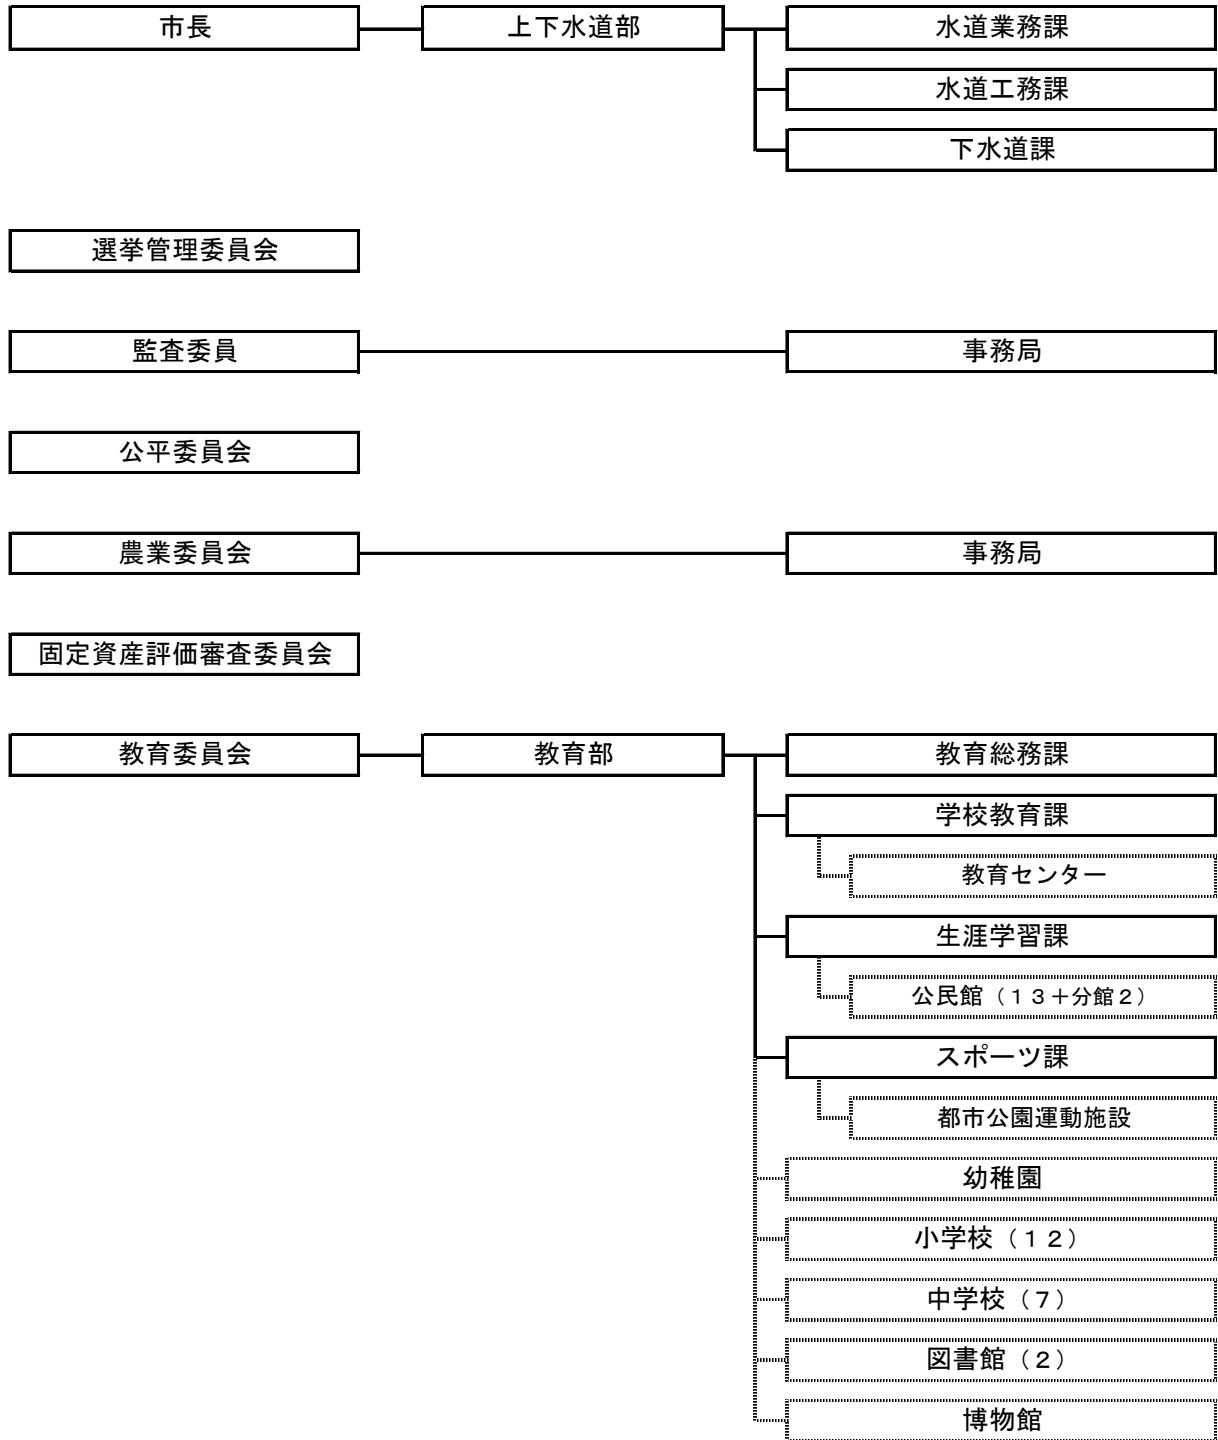 市長 上下水道部 水道業務課
水道工務課
下水道課
選挙管理委員会
監査委員 事務局
公平委員会
農業委員会 事務局
固定資産評価審査委員会
教育委員会 教育部 教育総務課
学校教育課
教育センター
生涯学習課
公民館（１３＋分館２）
スポーツ課
都市公園運動施設
幼稚園
小学校（１２）
中学校（７）
図書館（２）
博物館